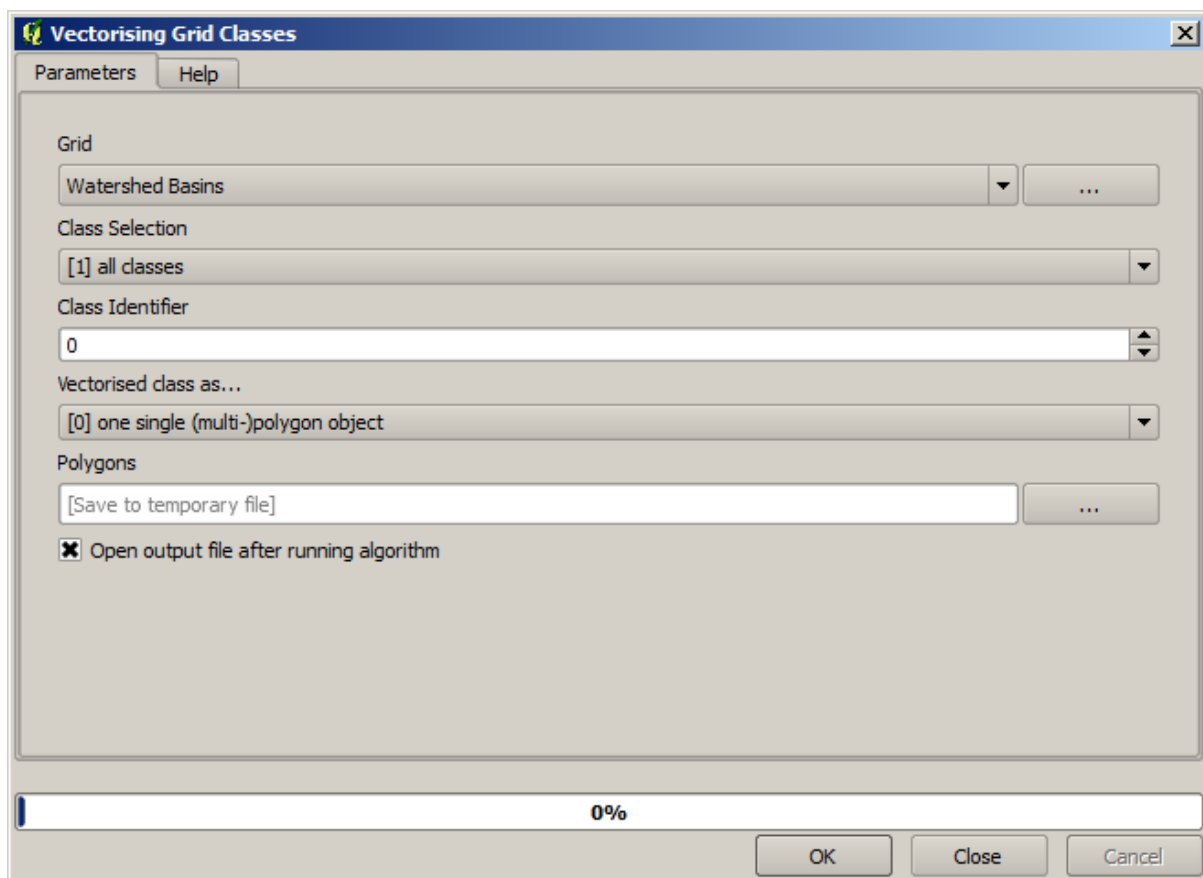 Vectorising Grid Classes
Parameters Help
Grid
Watershed Basins ...
Class Selection
[1] all classes
Class Identifier
0
Vectorised class as...
[0] one single (multi-)polygon object
Polygons
[Save to temporary file] ...
Open output file after running algorithm
0%
OK Close Cancel